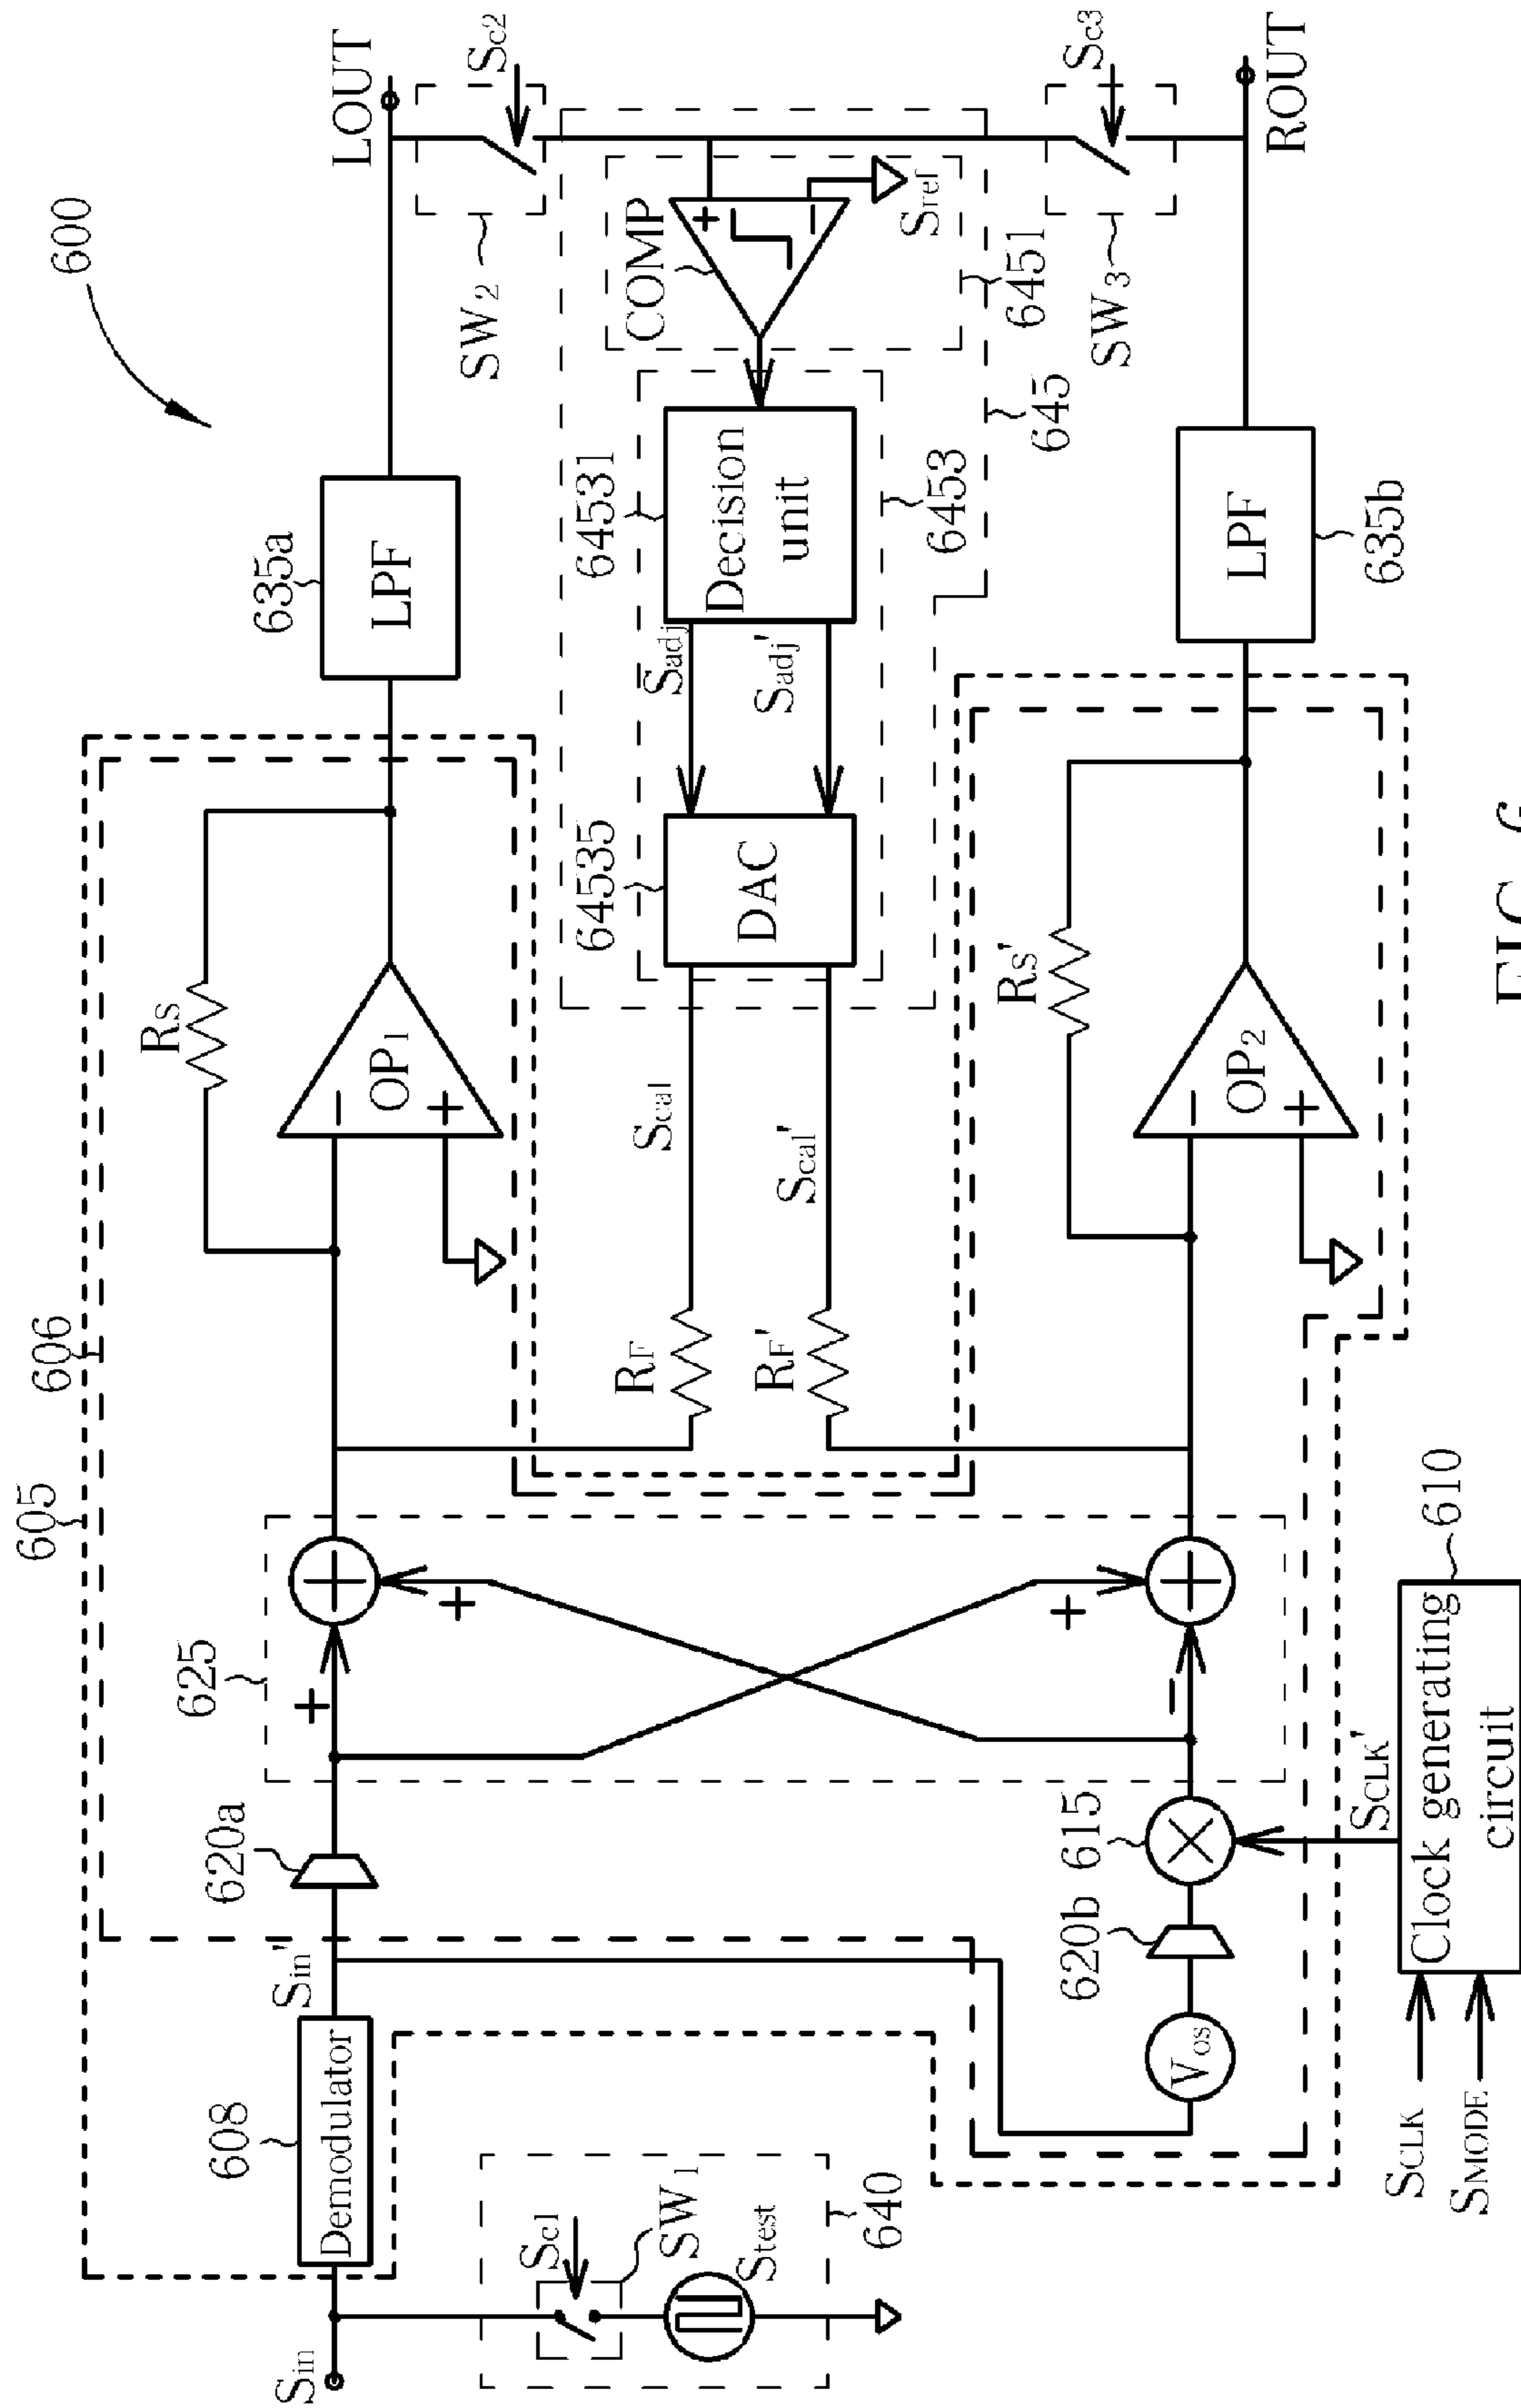 600
605
606
635a
LPF
LOUT
Rs
OP1
SW2
Sc2
608
Demodulator
Sin
Sin'
620a
625
+
+
+
−
−
+
640
Sc1
SW1
Stest
RF
Scal
RF'
Scal'
64535
DAC
Sadj
Sadj'
64531
Decision
unit
6453
COMP
+
−
Sref
6451
645
SW3
Sc3
Vos
620b
615
Rs'
−
OP2
+
LPF
635b
ROUT
SCLK
SMODE
SCLK'
Clock generating
circuit
610